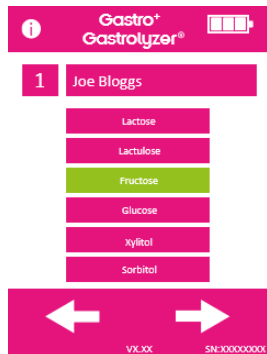 i
Gastro+
Gastrolyzer®
1 Joe Bloggs
Lactose
Lactulose
Fructose
Glucose
Xylitol
Sorbitol
VX.XX SN:XXXXXXXX